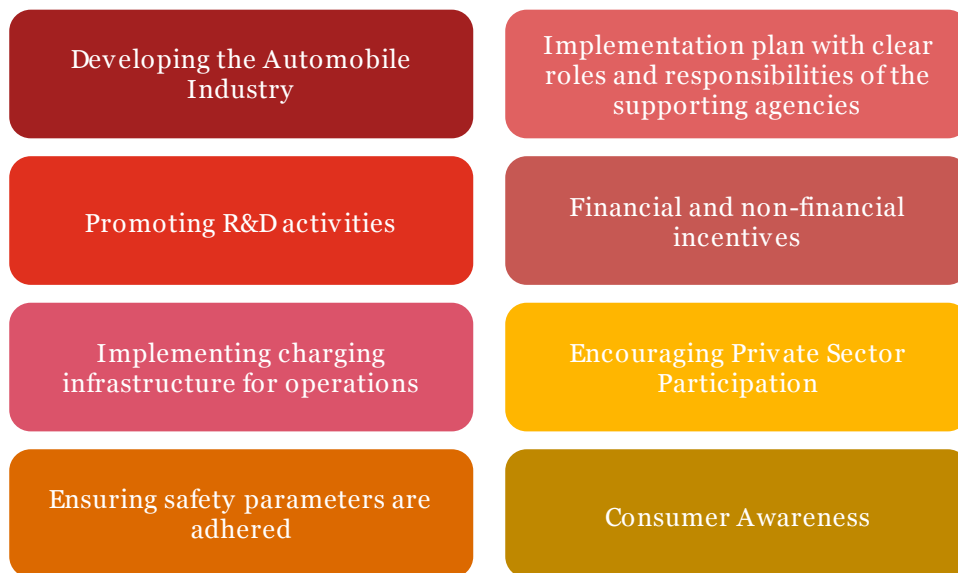 Developing the Automobile
Industry
Implementation plan with clear
roles and responsibilities of the
supporting agencies
Promoting R&D activities
Financial and non-financial
incentives
Implementing charging
infrastructure for operations
Encouraging Private Sector
Participation
Ensuring safety parameters are
adhered
Consumer Awareness